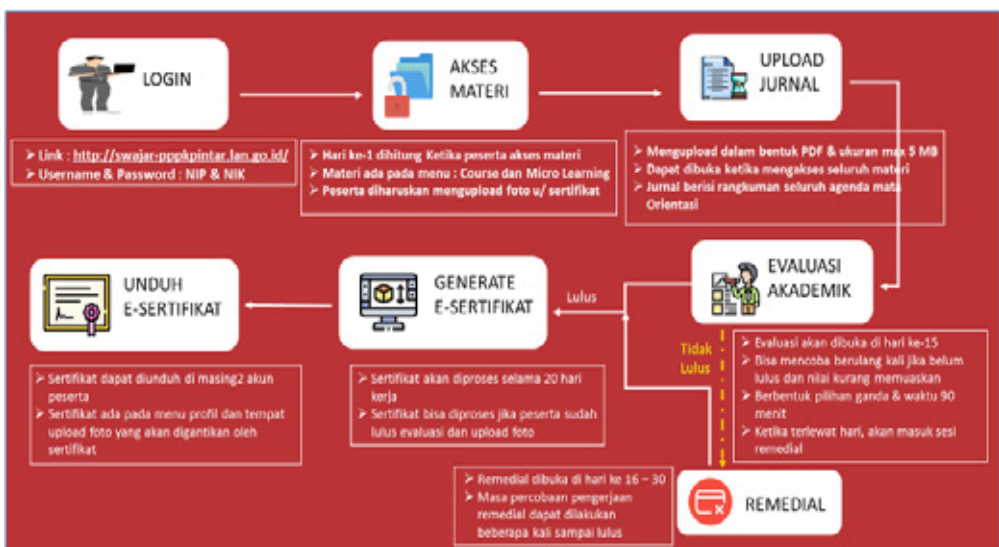 LOGIN
➤ Link : http://swajar-pppkpintar.lan.go.id/
➤ Username & Password : NIP & NIK
AKSES
MATERI
➤ Hari ke-1 dihitung Ketika peserta akses materi
➤ Materi ada pada menu : Course dan Micro Learning
➤ Peserta diharuskan mengupload foto u/ sertifikat
UPLOAD
JURNAL
➤ Mengupload dalam bentuk PDF & ukuran max 5 MB
➤ Dapat dibuka ketika mengakses seluruh materi
➤ Jurnal berisi rangkuman seluruh agenda mata
Orientasi
EVALUASI
AKADEMIK
➤ Evaluasi akan dibuka di hari ke-15
➤ Bisa mencoba berulang kali jika belum
lulus dan nilai kurang memuaskan
➤ Berbentuk pilihan ganda & waktu 90
menit
➤ Ketika terlewat hari, akan masuk sesi
remedial
Lulus
Tidak
Lulus
GENERATE
E-SERTIFIKAT
➤ Sertifikat akan diproses selama 20 hari
kerja
➤ Sertifikat bisa diproses jika peserta sudah
lulus evaluasi dan upload foto
UNDUH
E-SERTIFIKAT
➤ Sertifikat dapat diunduh di masing2 akun
peserta
➤ Sertifikat ada pada menu profil dan tempat
upload foto yang akan digantikan oleh
sertifikat
REMEDIAL
➤ Remedial dibuka di hari ke 16 – 30
➤ Masa percobaan pengerjaan
remedial dapat dilakukan
beberapa kali sampai lulus